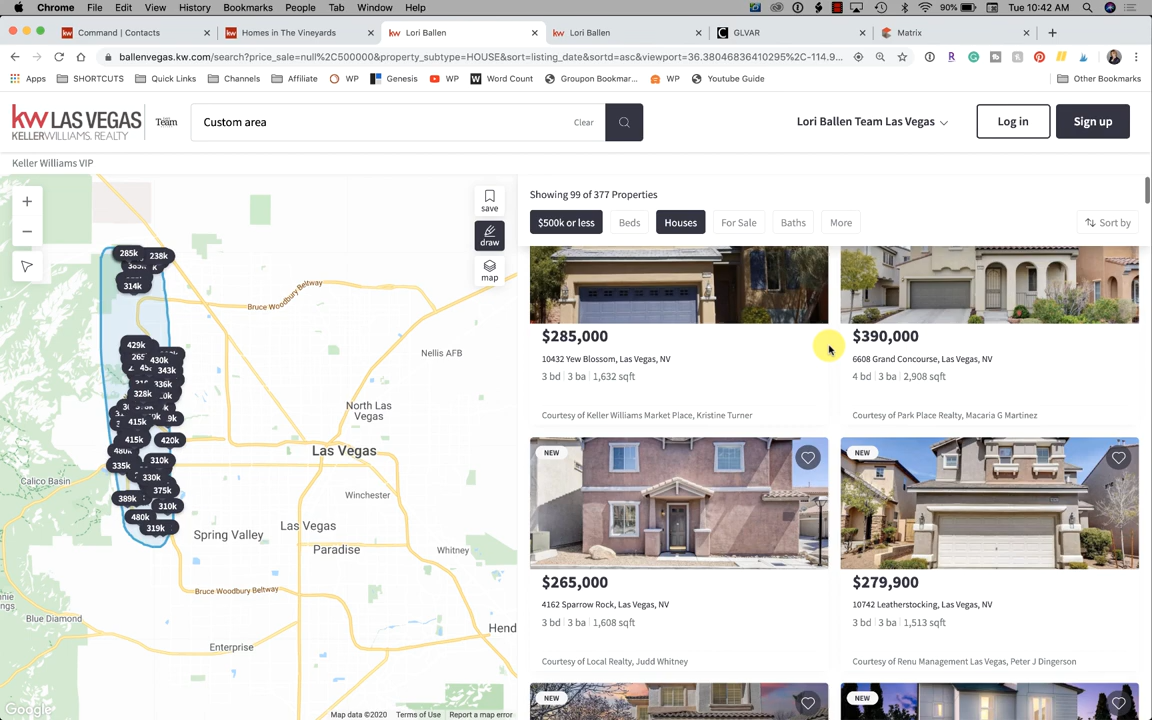 Chrome File Edit View History Bookmarks People Tab Window Help 90% Tue 10:42 AM
Command | Contacts Homes in The Vineyards Lori Ballen Lori Ballen GLVAR Matrix
ballenvegas.kw.com/search?price_sale=null%2C500000&property_subtype=HOUSE&sort=listing_date&sortd=asc&viewport=36.38046836410295%2C-114.9...
Apps SHORTCUTS Quick Links Channels Affiliate WP Genesis WP Word Count Groupon Bookmar... WP Youtube Guide Other Bookmarks
kw LAS VEGAS
KELLERWILLIAMS. REALTY
Team
Custom area Clear
Lori Ballen Team Las Vegas Log in Sign up
Keller Williams VIP
save
draw
map
285k
238k
314k
429k
430k
343k
336k
328k
415k
415k
420k
310k
335k
330k
375k
389k
310k
480k
319k
Bruce Woodbury Beltway
Nellis AFB
North Las
Vegas
Las Vegas
Calico Basin
Winchester
Las Vegas
Spring Valley
Paradise
Whitney
Bruce Woodbury Beltway
Blue Diamond
Hend
Enterprise
Google
Map data ©2020 Terms of Use Report a map error
Showing 99 of 377 Properties
$500k or less Beds Houses For Sale Baths More Sort by
$285,000
10432 Yew Blossom, Las Vegas, NV
3 bd 3 ba 1,632 sqft
Courtesy of Keller Williams Market Place, Kristine Turner
$390,000
6608 Grand Concourse, Las Vegas, NV
4 bd 3 ba 2,908 sqft
Courtesy of Park Place Realty, Macaria G Martinez
NEW
$265,000
4162 Sparrow Rock, Las Vegas, NV
3 bd 3 ba 1,608 sqft
Courtesy of Local Realty, Judd Whitney
NEW
$279,900
10742 Leatherstocking, Las Vegas, NV
3 bd 3 ba 1,513 sqft
Courtesy of Renu Management Las Vegas, Peter J Dingerson
NEW
NEW